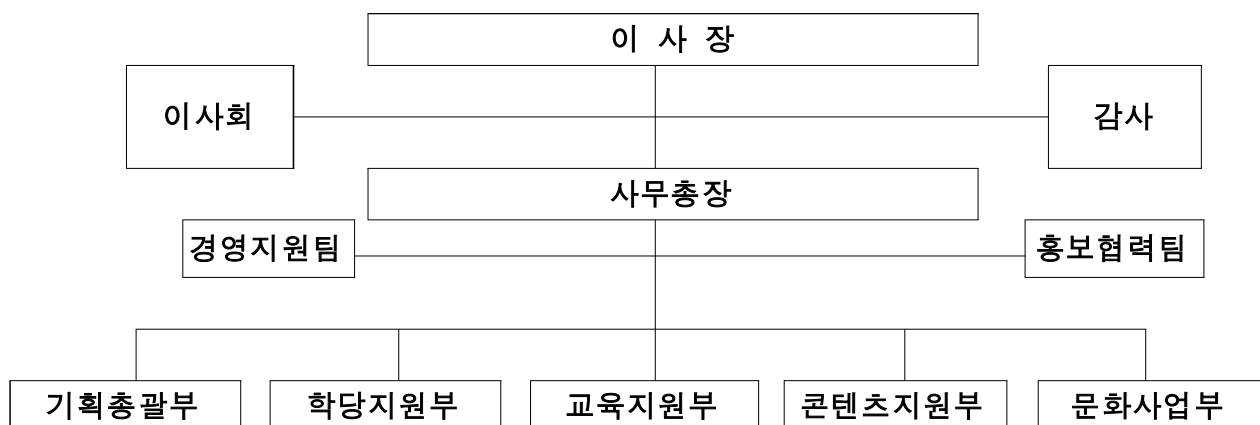 이 사 장
이사회
감사
사무총장
경영지원팀
홍보협력팀
기획총괄부
학당지원부
교육지원부
콘텐츠지원부
문화사업부